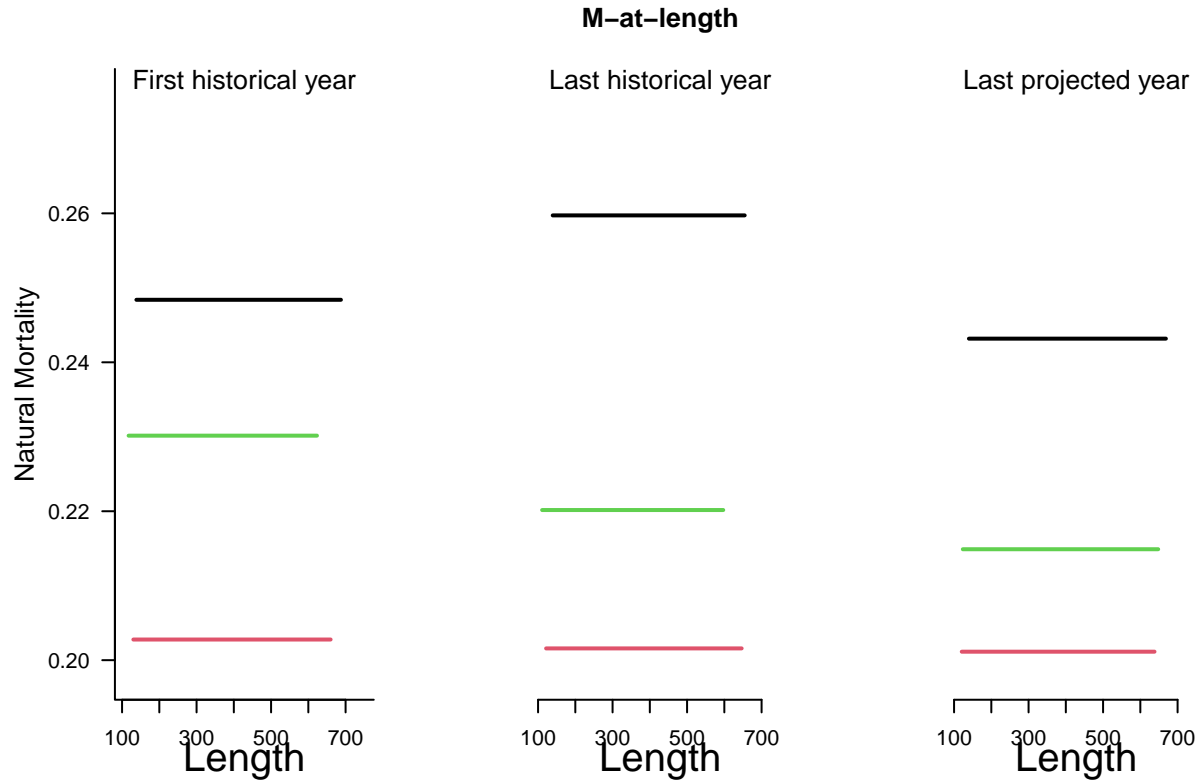 M−at−length
First historical year
Last historical year
Last projected year
Natural Mortality
0.26
0.24
0.22
0.20
100 300 500 700
100 300 500 700
100 300 500 700
Length
Length
Length